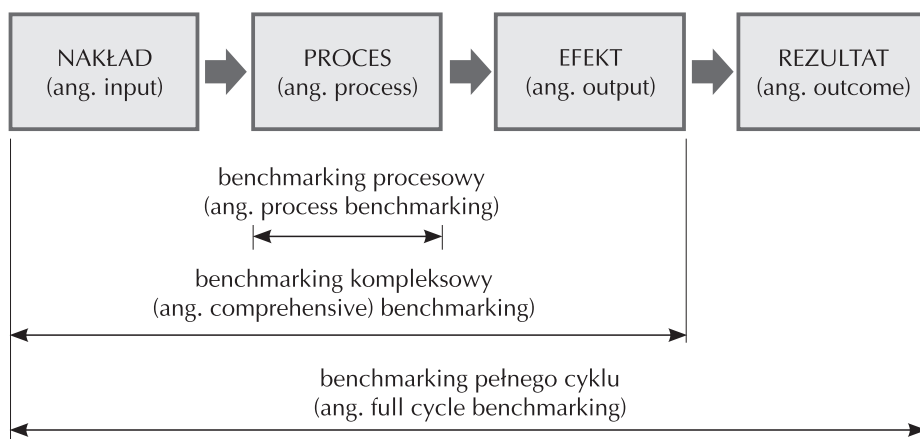 NAKŁAD
(ang. input)
PROCES
(ang. process)
EFEKT
(ang. output)
REZULTAT
(ang. outcome)
benchmarking procesowy
(ang. process benchmarking)
benchmarking kompleksowy
(ang. comprehensive) benchmarking)
benchmarking pełnego cyklu
(ang. full cycle benchmarking)